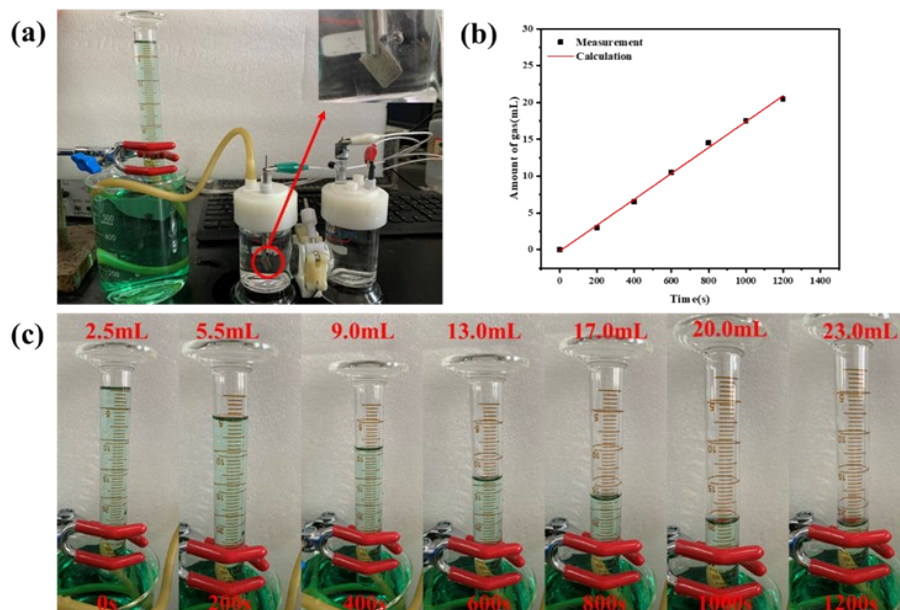 (a)
(b)
30
25
20
15
10
5
0
Amount of gas(mL)
Measurement
Calculation
0 200 400 600 800 1000 1200 1400
Time(s)
(c)
2.5mL 5.5mL 9.0mL 13.0mL 17.0mL 20.0mL 23.0mL
0s 200s 400s 600s 800s 1000s 1200s